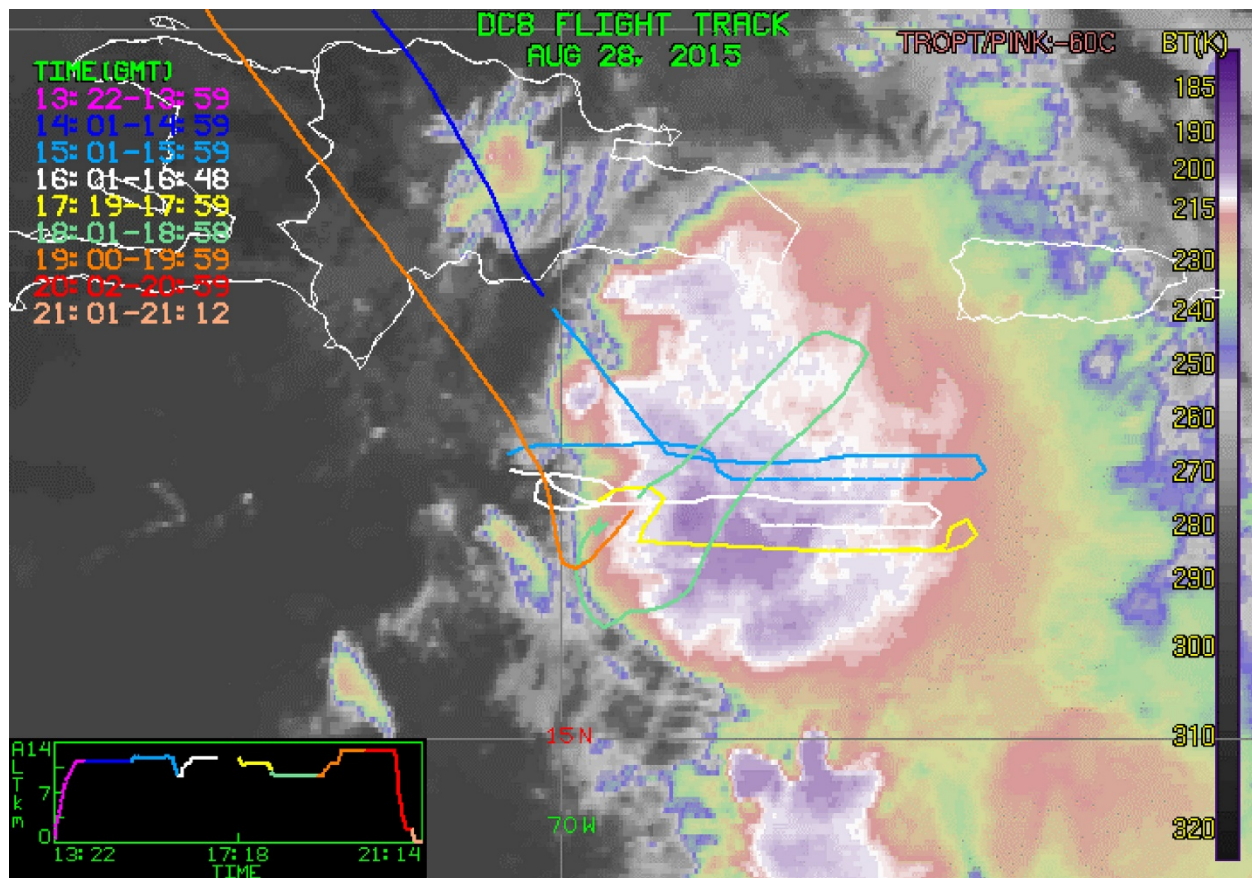 DC8 FLIGHT TRACK
AUG 28, 2015
TROPT/PINK:-60C
BT(K)
TIME(GMT)
13:22-13:59
14:01-14:59
15:01-15:59
16:01-16:48
17:19-17:59
18:01-18:58
19:00-19:59
20:02-20:59
21:01-21:12
185
190
200
215
230
240
250
260
270
280
290
300
310
320
15N
70W
ALT km
14
7
0
13:22 17:18 21:14
TIME